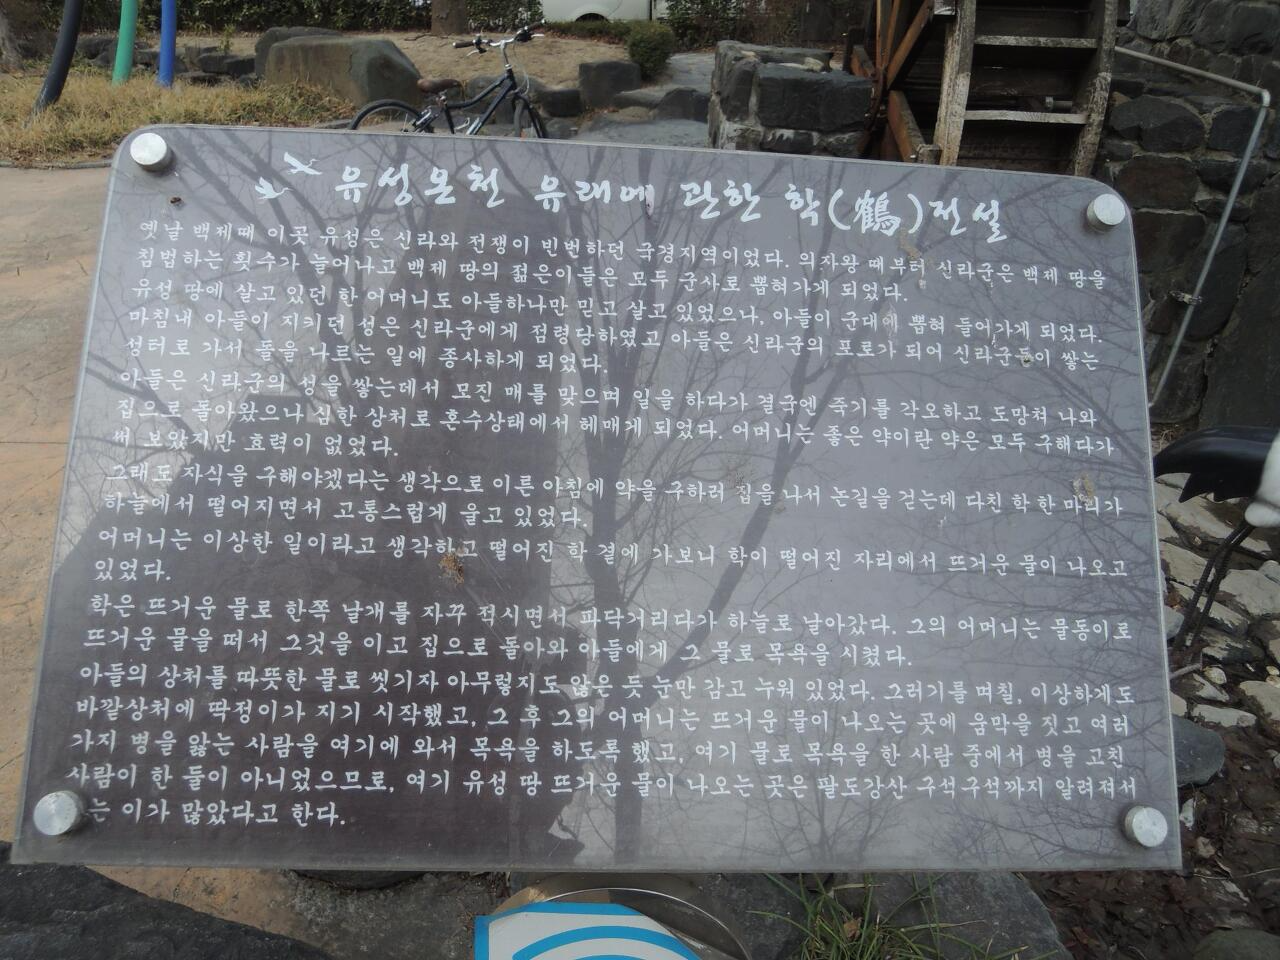 유성온천 유래에 관한 학(鶴)전설
옛날 백제때 이곳 유성은 신라와 전쟁이 빈번하던 국경지역이었다. 의자왕 때부터 신라군은 백제 땅을
침범하는 횟수가 늘어나고 백제 땅의 젊은이들은 모두 군사로 뽑혀가게 되었다.
유성 땅에 살고 있던 한 어머니도 아들하나만 믿고 살고 있었으나, 아들이 군대에 뽑혀 들어가게 되었다.
마침내 아들이 지키던 성은 신라군에게 점령당하였고 아들은 신라군의 포로가 되어 신라군들이 쌓는
성터로 가서 돌을 나르는 일에 종사하게 되었다.
아들은 신라군의 성을 쌓는데서 모진 매를 맞으며 일을 하다가 결국엔 죽기를 각오하고 도망쳐 나와
집으로 돌아왔으나 심한 상처로 혼수상태에서 헤매게 되었다. 어머니는 좋은 약이란 약은 모두 구해다가
써 보았지만 효력이 없었다.
그래도 자식을 구해야겠다는 생각으로 이른 아침에 약을 구하러 집을 나서 논길을 걷는데 다친 학 한 마리가
하늘에서 떨어지면서 고통스럽게 울고 있었다.
어머니는 이상한 일이라고 생각하고 떨어진 학 곁에 가보니 학이 떨어진 자리에서 뜨거운 물이 나오고
있었다.
학은 뜨거운 물로 한쪽 날개를 자꾸 적시면서 파닥거리다가 하늘로 날아갔다. 그의 어머니는 물동이로
뜨거운 물을 떠서 그것을 이고 집으로 돌아와 아들에게 그 물로 목욕을 시켰다.
아들의 상처를 따뜻한 물로 씻기자 아무렇지도 않은 듯 눈만 감고 누워 있었다. 그러기를 며칠, 이상하게도
바깥상처에 딱정이가 지기 시작했고, 그 후 그의 어머니는 뜨거운 물이 나오는 곳에 움막을 짓고 여러
가지 병을 앓는 사람을 여기에 와서 목욕을 하도록 했고, 여기 물로 목욕을 한 사람 중에서 병을 고친
사람이 한 둘이 아니었으므로, 여기 유성 땅 뜨거운 물이 나오는 곳은 팔도강산 구석구석까지 알려져서
는 이가 많았다고 한다.